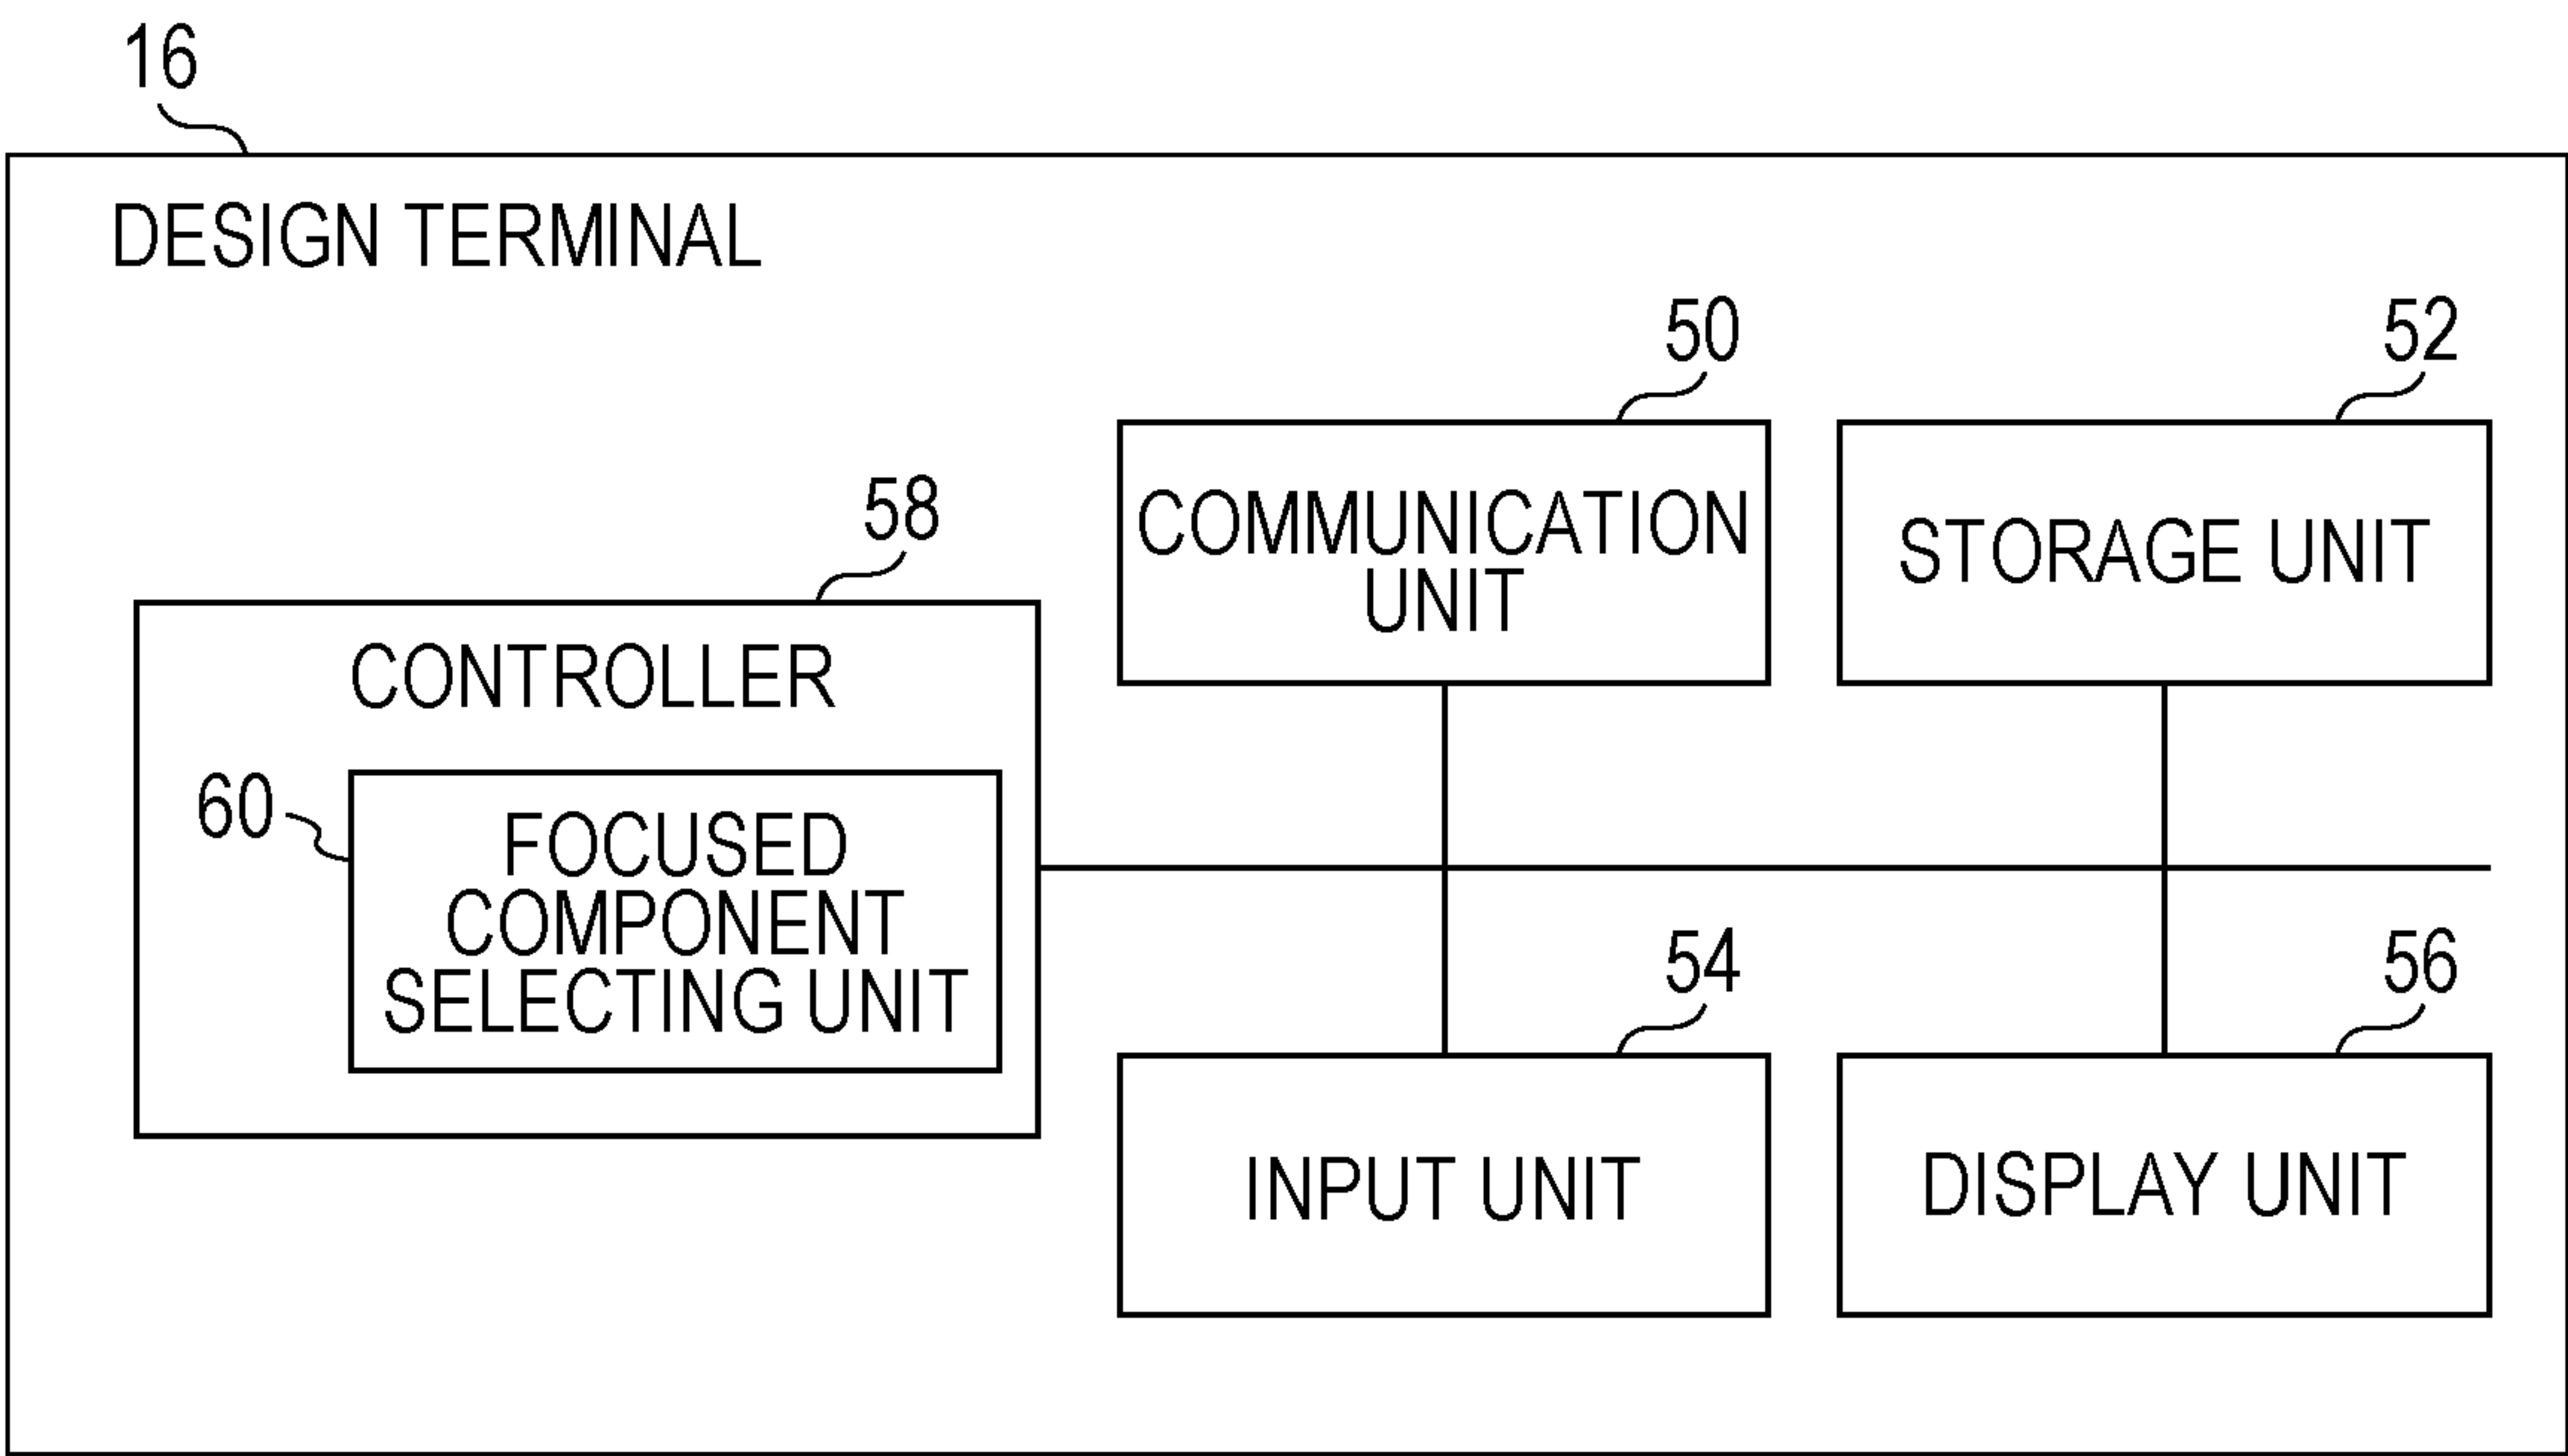 16
DESIGN TERMINAL
50
52
58
COMMUNICATION
UNIT
STORAGE UNIT
CONTROLLER
60
FOCUSED
COMPONENT
SELECTING UNIT
54
56
INPUT UNIT
DISPLAY UNIT